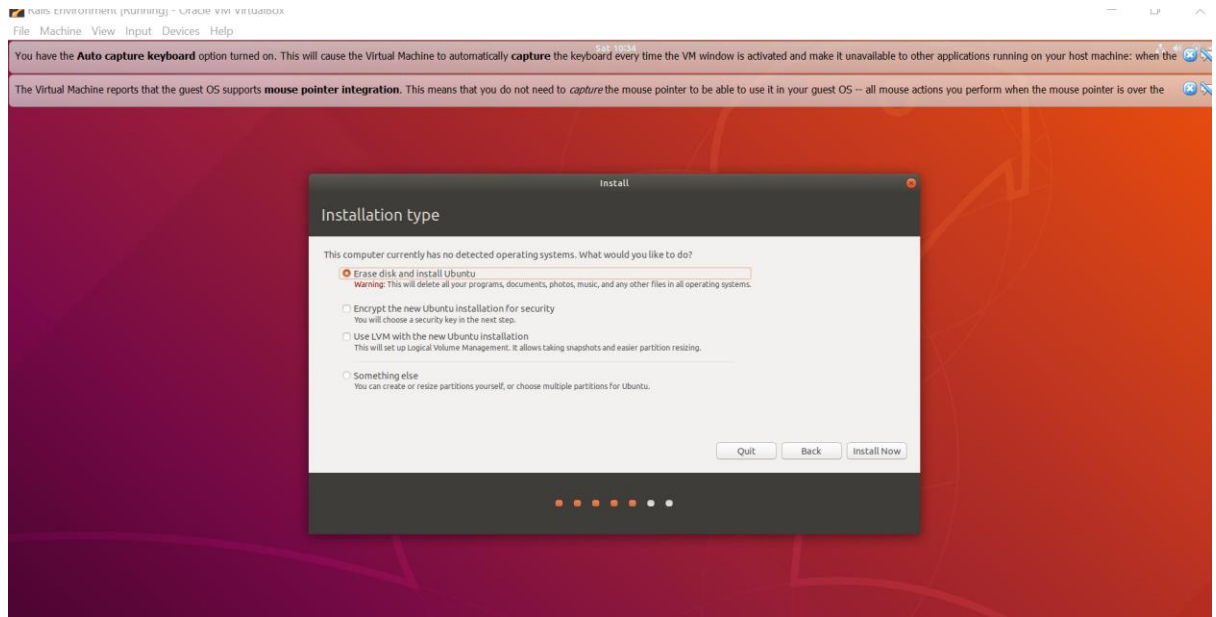 Rails Environment [Running] - Oracle VM VirtualBox
File Machine View Input Devices Help
Sat 10:34
You have the Auto capture keyboard option turned on. This will cause the Virtual Machine to automatically capture the keyboard every time the VM window is activated and make it unavailable to other applications running on your host machine: when the
The Virtual Machine reports that the guest OS supports mouse pointer integration. This means that you do not need to capture the mouse pointer to be able to use it in your guest OS -- all mouse actions you perform when the mouse pointer is over the
Install
Installation type
This computer currently has no detected operating systems. What would you like to do?
Erase disk and install Ubuntu
Warning: This will delete all your programs, documents, photos, music, and any other files in all operating systems.
Encrypt the new Ubuntu installation for security
You will choose a security key in the next step.
Use LVM with the new Ubuntu installation
This will set up Logical Volume Management. It allows taking snapshots and easier partition resizing.
Something else
You can create or resize partitions yourself, or choose multiple partitions for Ubuntu.
Quit Back Install Now